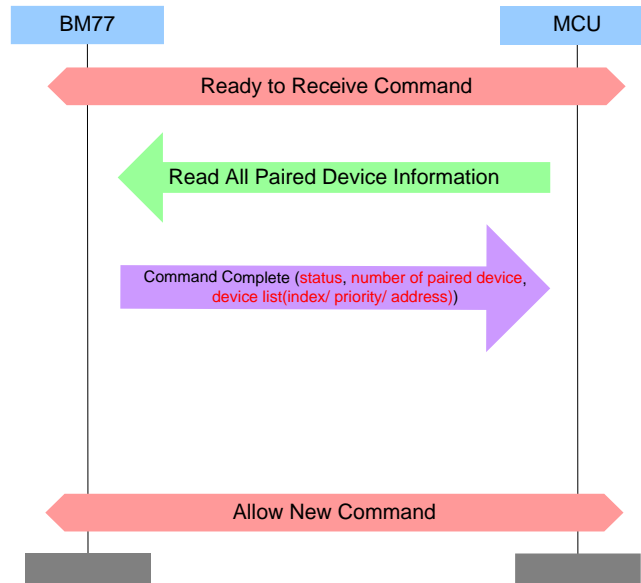 BM77
MCU
Ready to Receive Command
Read All Paired Device Information
Command Complete (status, number of paired device,
device list(index/ priority/ address))
Allow New Command